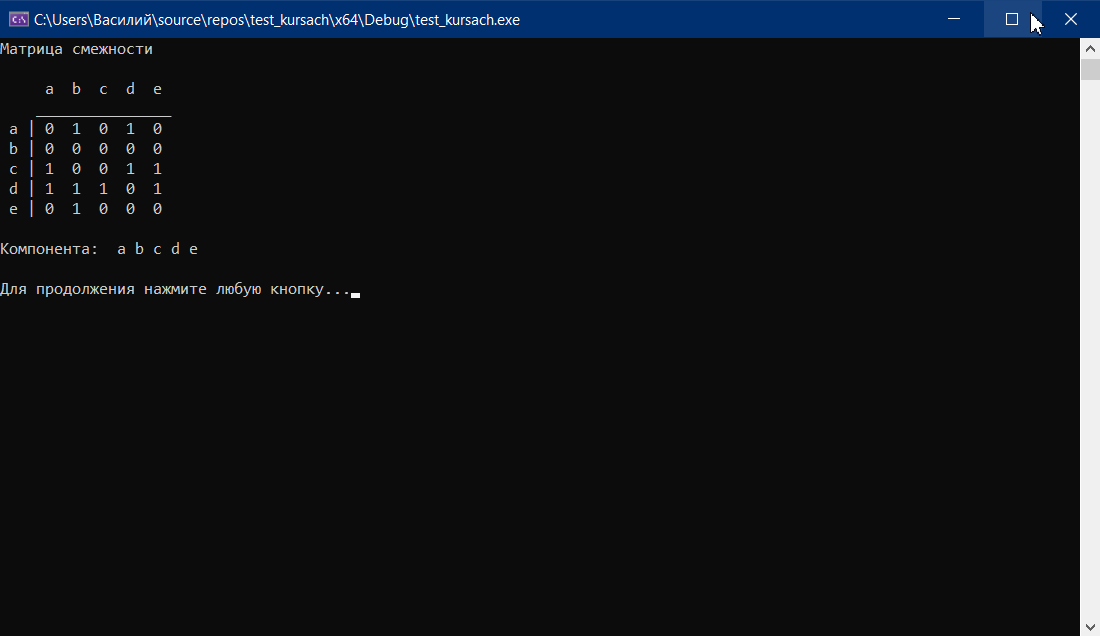 C:\Users\Василий\source\repos\test_kursach\x64\Debug\test_kursach.exe
Матрица смежности
a b c d e
a | 0 1 0 1 0
b | 0 0 0 0 0
c | 1 0 0 1 1
d | 1 1 1 0 1
e | 0 1 0 0 0
Компонента: a b c d e
Для продолжения нажмите любую кнопку...